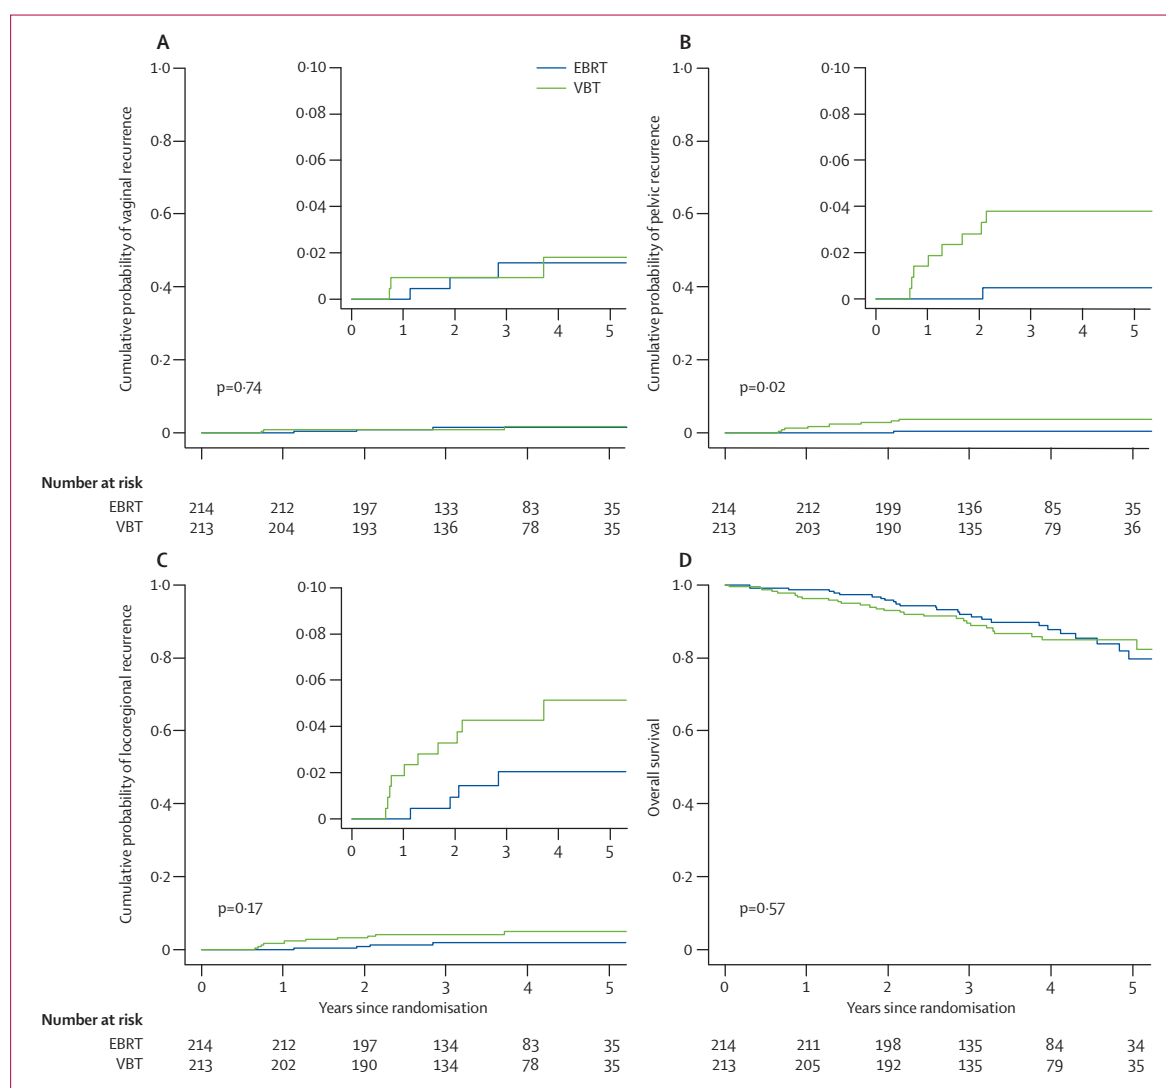 A
Cumulative probability of vaginal recurrence
1·0
0·8
0·6
0·4
0·2
0
0·10
0·08
0·06
0·04
0·02
0
0 1 2 3 4 5
EBRT
VBT
p=0·74
B
Cumulative probability of pelvic recurrence
1·0
0·8
0·6
0·4
0·2
0
0·10
0·08
0·06
0·04
0·02
0
0 1 2 3 4 5
p=0·02
Number at risk
EBRT 214 212 197 133 83 35 214 212 199 136 85 35
VBT 213 204 193 136 78 35 213 203 190 135 79 36
C
Cumulative probability of locoregional recurrence
1·0
0·8
0·6
0·4
0·2
0
0·10
0·08
0·06
0·04
0·02
0
0 1 2 3 4 5
p=0·17
0 1 2 3 4 5
Years since randomisation
D
Overall survival
1·0
0·8
0·6
0·4
0·2
0
p=0·57
0 1 2 3 4 5
Years since randomisation
Number at risk
EBRT 214 212 197 134 83 35 214 211 198 135 84 34
VBT 213 202 190 134 78 35 213 205 192 135 79 35